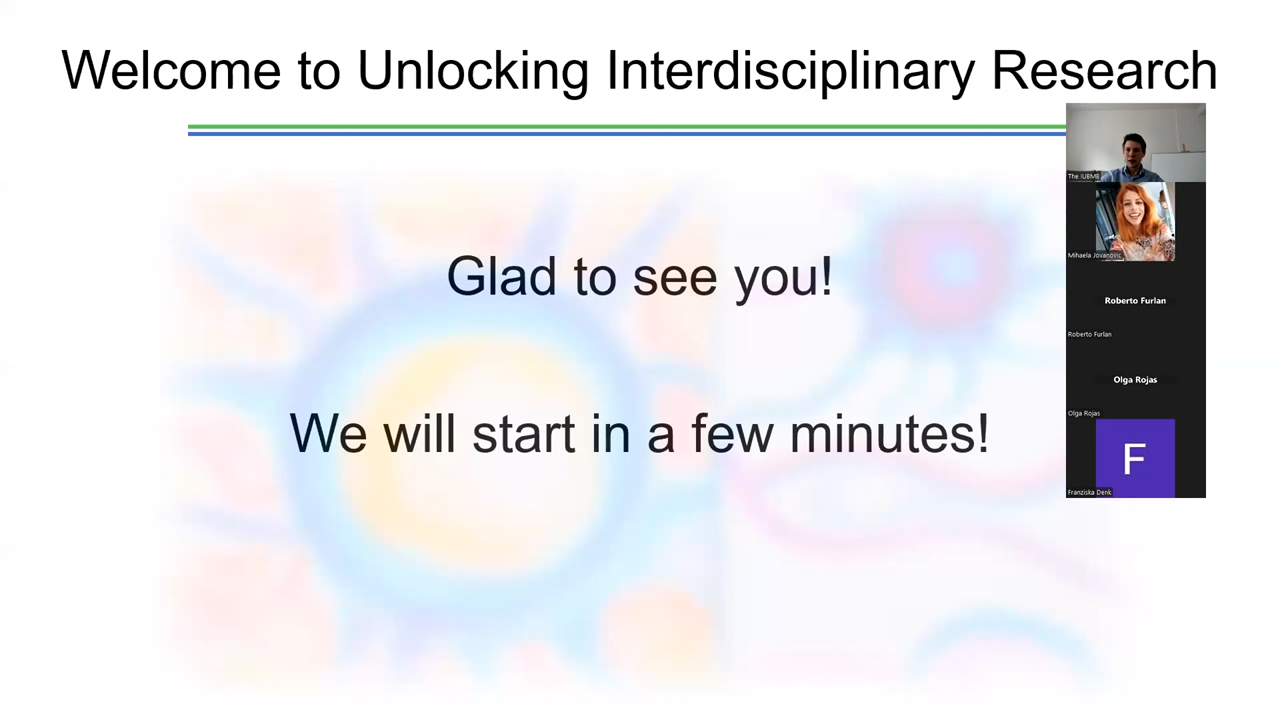 Welcome to Unlocking Interdisciplinary Research
Glad to see you!
We will start in a few minutes!
The IUBMB
Mihaela Jovanovic
Roberto Furlan
Roberto Furlan
Olga Rojas
Olga Rojas
F
Franziska Denk